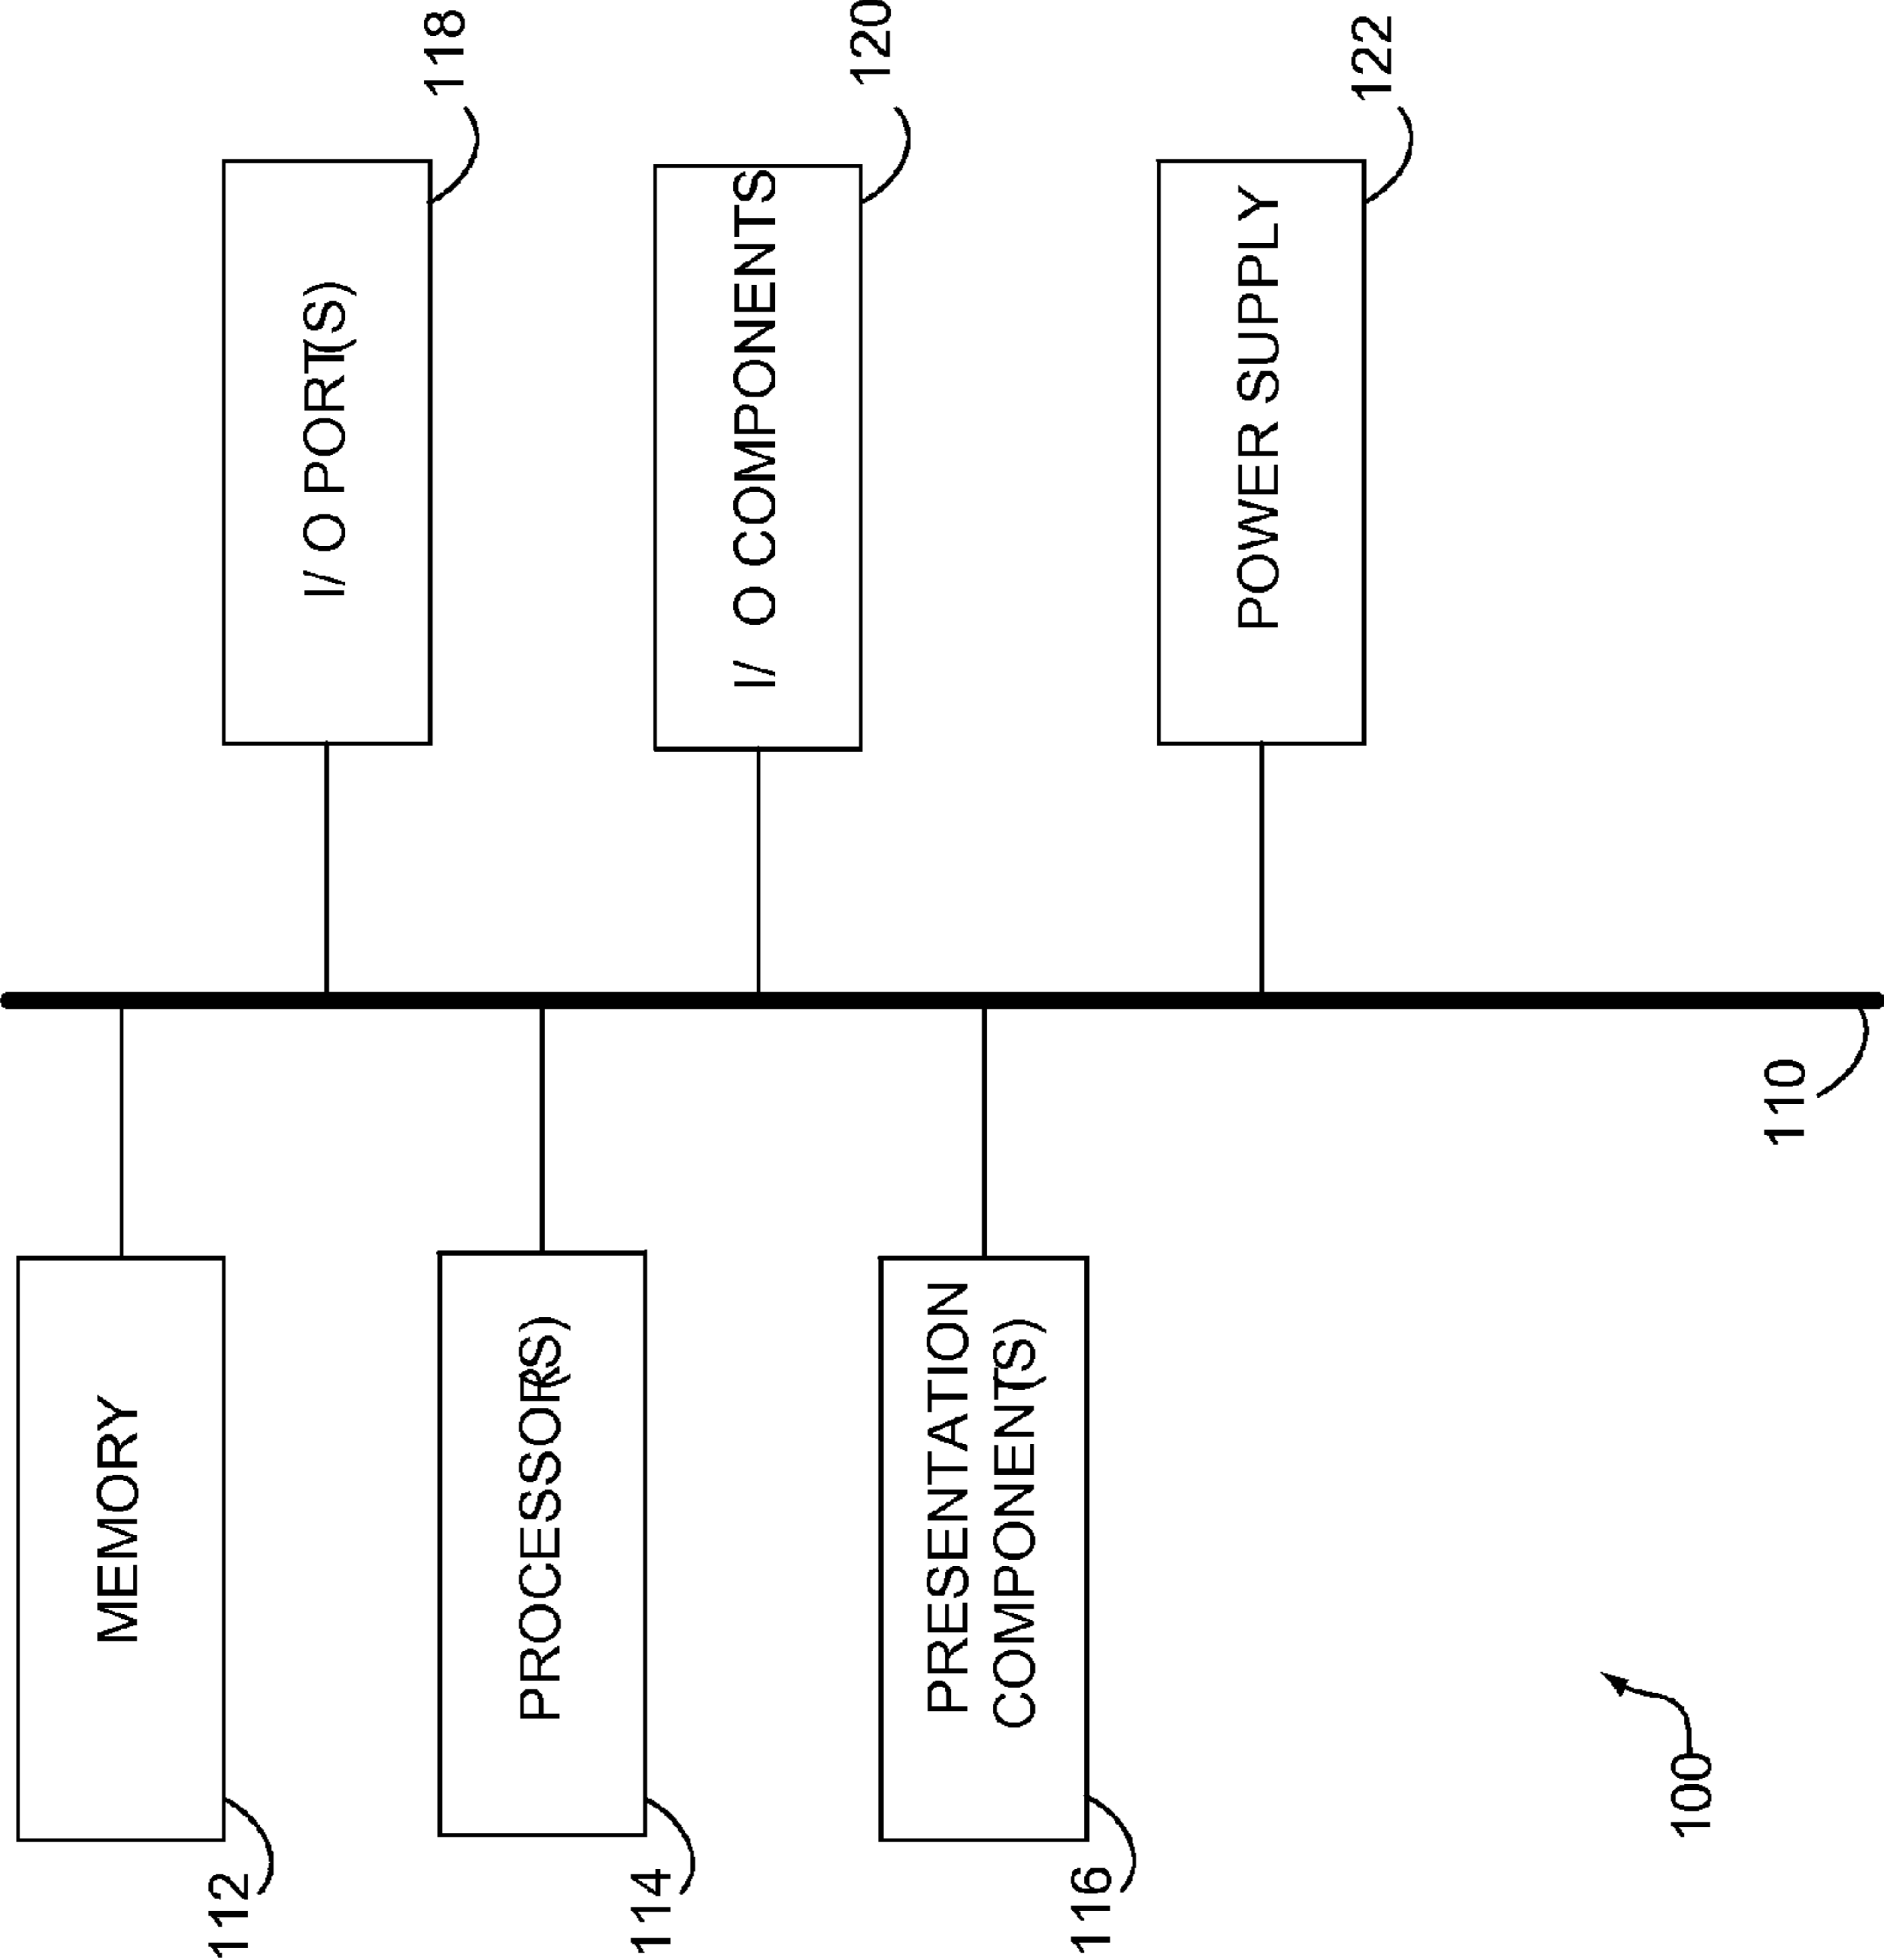 MEMORY
112
I/ O PORT(S)
118
PROCESSOR(S)
114
I/ O COMPONENTS
120
PRESENTATION
COMPONENT(S)
116
POWER SUPPLY
122
100
110